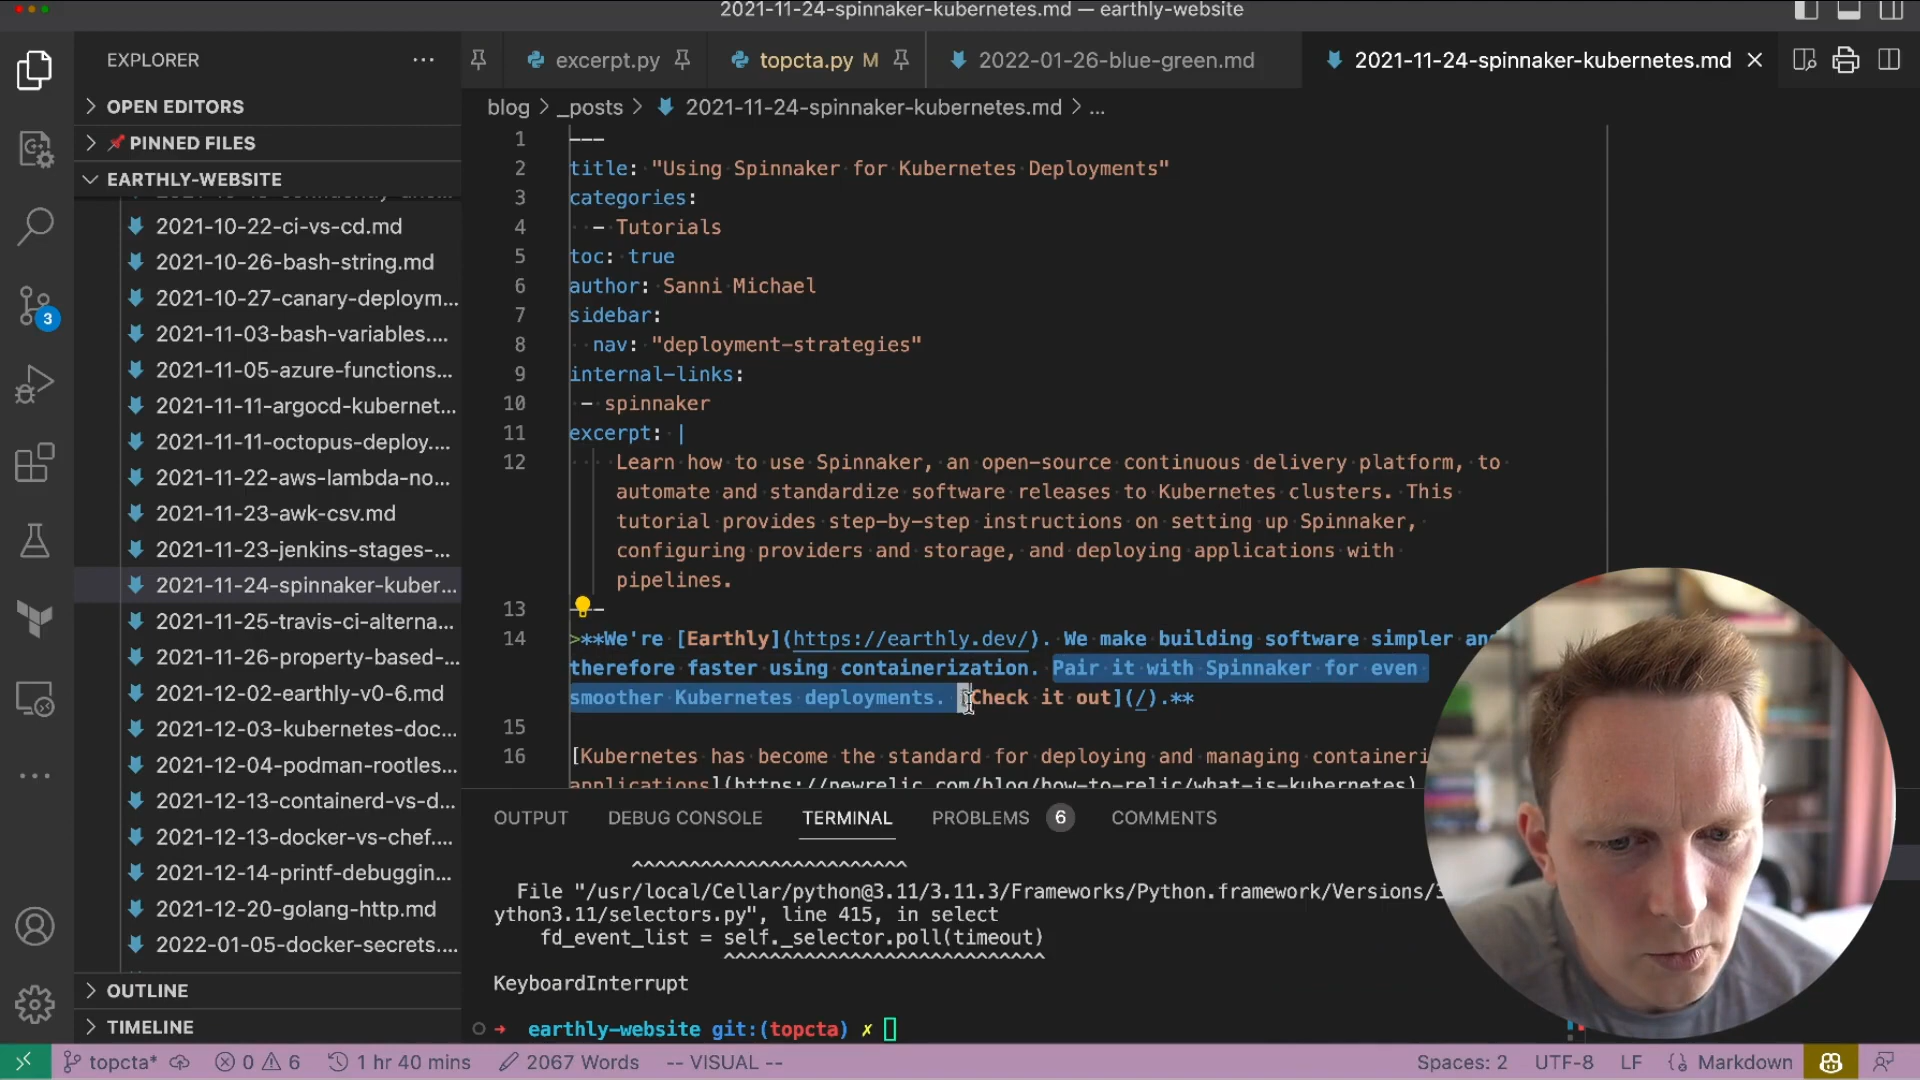 2021-11-24-spinnaker-kubernetes.md — earthly-website
EXPLORER
excerpt.py
topcta.py M
2022-01-26-blue-green.md
2021-11-24-spinnaker-kubernetes.md
OPEN EDITORS
PINNED FILES
EARTHLY-WEBSITE
2021-10-22-ci-vs-cd.md
2021-10-26-bash-string.md
2021-10-27-canary-deploym...
2021-11-03-bash-variables....
2021-11-05-azure-functions...
2021-11-11-argocd-kubernet...
2021-11-11-octopus-deploy....
2021-11-22-aws-lambda-no...
2021-11-23-awk-csv.md
2021-11-23-jenkins-stages-...
2021-11-24-spinnaker-kuber...
2021-11-25-travis-ci-alterna...
2021-11-26-property-based-...
2021-12-02-earthly-v0-6.md
2021-12-03-kubernetes-doc...
2021-12-04-podman-rootles...
2021-12-13-containerd-vs-d...
2021-12-13-docker-vs-chef....
2021-12-14-printf-debuggin...
2021-12-20-golang-http.md
2022-01-05-docker-secrets....
OUTLINE
TIMELINE
3
blog > _posts > 2021-11-24-spinnaker-kubernetes.md > ...
1 ---
2 title: "Using Spinnaker for Kubernetes Deployments"
3 categories:
4 - Tutorials
5 toc: true
6 author: Sanni Michael
7 sidebar:
8 nav: "deployment-strategies"
9 internal-links:
10 - spinnaker
11 excerpt: |
12 Learn how to use Spinnaker, an open-source continuous delivery platform, to
automate and standardize software releases to Kubernetes clusters. This
tutorial provides step-by-step instructions on setting up Spinnaker,
configuring providers and storage, and deploying applications with
pipelines.
13 ---
14 >**We're [Earthly](https://earthly.dev/). We make building software simpler and
therefore faster using containerization. Pair it with Spinnaker for even
smoother Kubernetes deployments. [Check it out](/).**
15
16 [Kubernetes has become the standard for deploying and managing containeri
applications](https://newrelic.com/blog/how-to-relic/what-is-kubernetes)
OUTPUT DEBUG CONSOLE TERMINAL PROBLEMS 6 COMMENTS
^^^^^^^^^^^^^^^^^^^^^^^
File "/usr/local/Cellar/python@3.11/3.11.3/Frameworks/Python.framework/Versions/3
ython3.11/selectors.py", line 415, in select
fd_event_list = self._selector.poll(timeout)
^^^^^^^^^^^^^^^^^^^^^^^^^^^
KeyboardInterrupt
➜ earthly-website git:(topcta) ✗
topcta* 0 6 1 hr 40 mins 2067 Words -- VISUAL -- Spaces: 2 UTF-8 LF Markdown